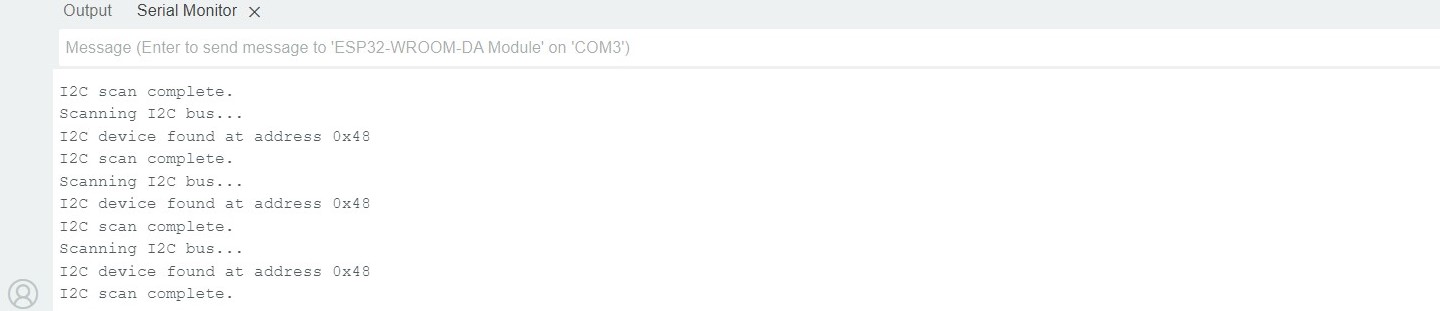 Output Serial Monitor
Message (Enter to send message to 'ESP32-WROOM-DA Module' on 'COM3')
I2C scan complete.
Scanning I2C bus...
I2C device found at address 0x48
I2C scan complete.
Scanning I2C bus...
I2C device found at address 0x48
I2C scan complete.
Scanning I2C bus...
I2C device found at address 0x48
I2C scan complete.